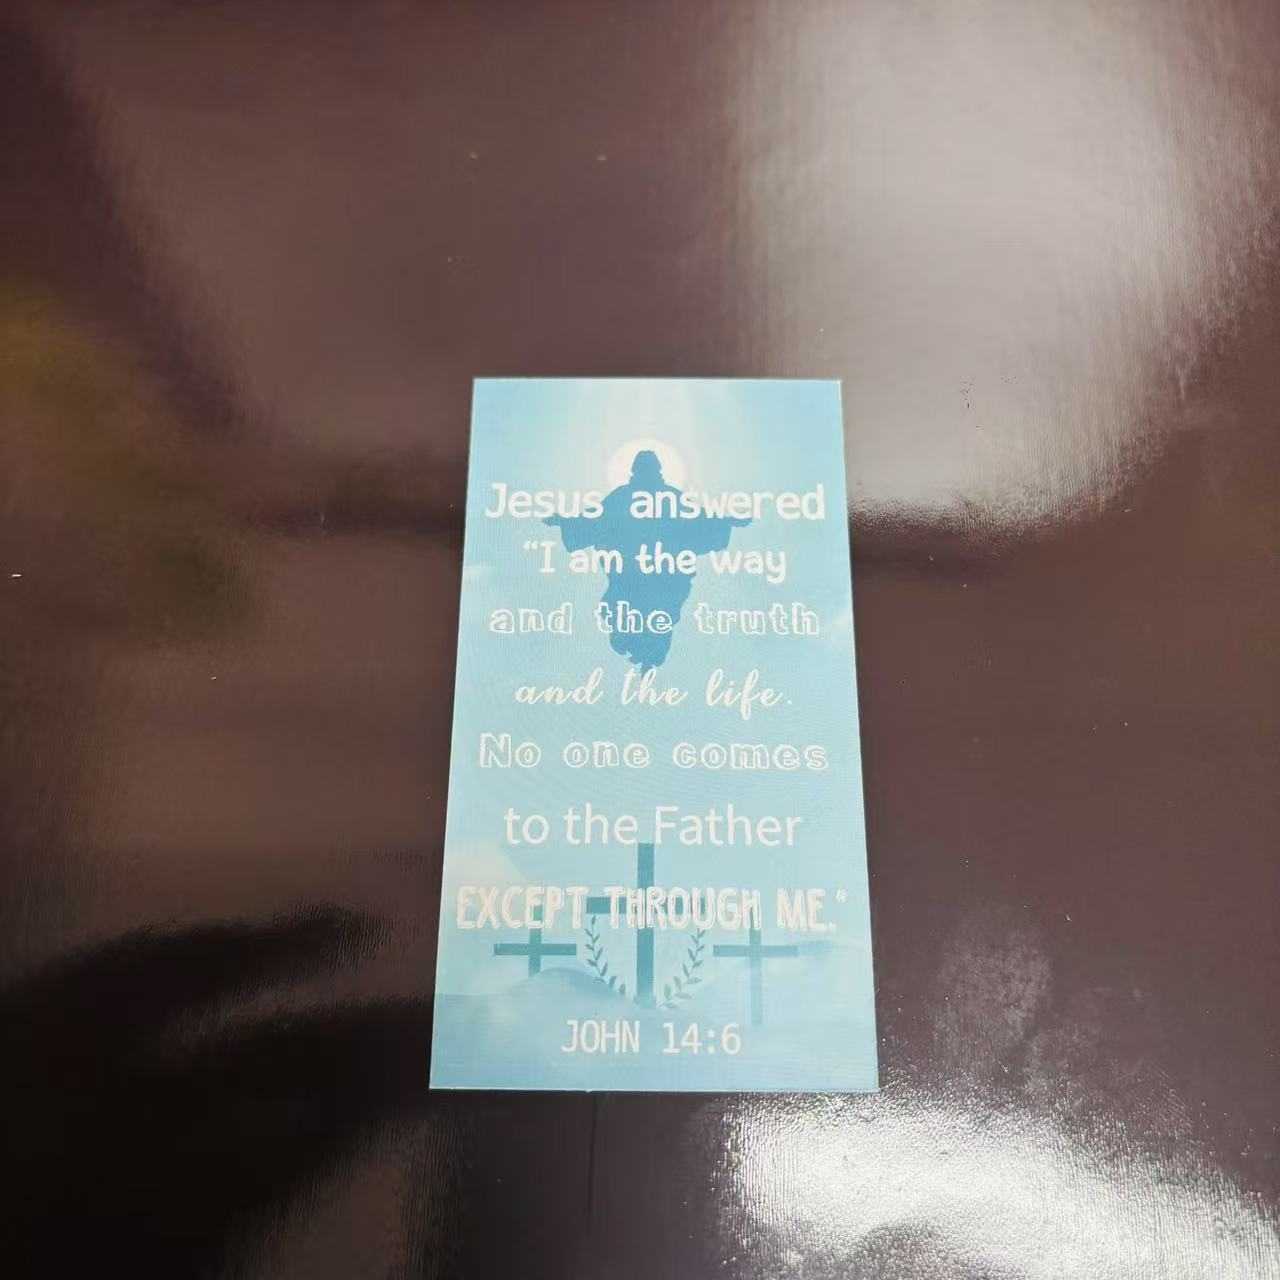 Jesus answered
“I am the way
and the truth
and the life.
No one comes
to the Father
EXCEPT THROUGH ME.”
JOHN 14:6